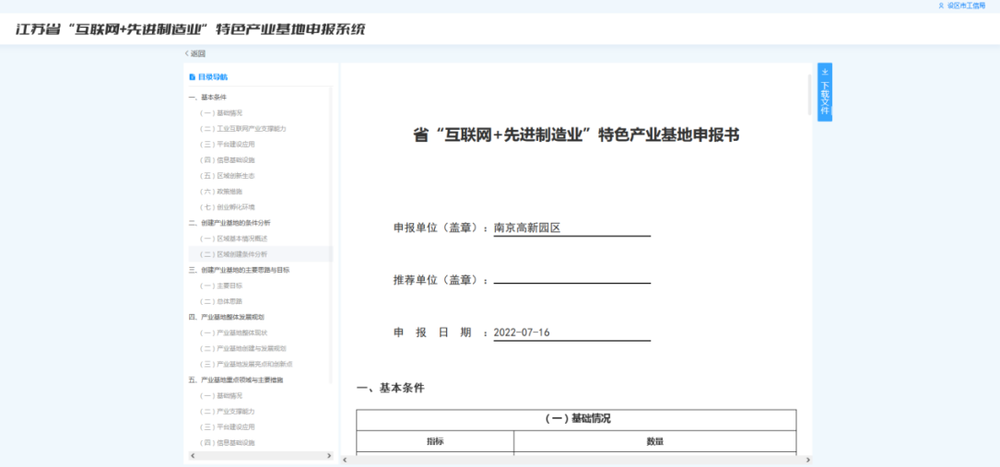 设区市工信局
江苏省“互联网+先进制造业”特色产业基地申报系统
返回
目录导航
一、基本条件
（一）基础情况
（二）工业互联网产业支撑能力
（三）平台建设应用
（四）信息基础设施
（五）区域创新生态
（六）政策措施
（七）创业孵化环境
二、创建产业基地的条件分析
（一）区域基本情况概述
（二）区域创建条件分析
三、创建产业基地的主要思路与目标
（一）主要目标
（二）总体思路
四、产业基地整体发展规划
（一）产业基地整体现状
（二）产业基地创建与发展规划
（三）产业基地发展亮点和创新点
五、产业基地重点领域与主要措施
（一）基础情况
（二）产业支撑能力
（三）平台建设应用
（四）信息基础设施
省“互联网+先进制造业”特色产业基地申报书
申报单位（盖章）：南京高新园区
推荐单位（盖章）：
申 报 日 期 ：2022-07-16
一、基本条件
（一）基础情况
指标 数量
下载文件